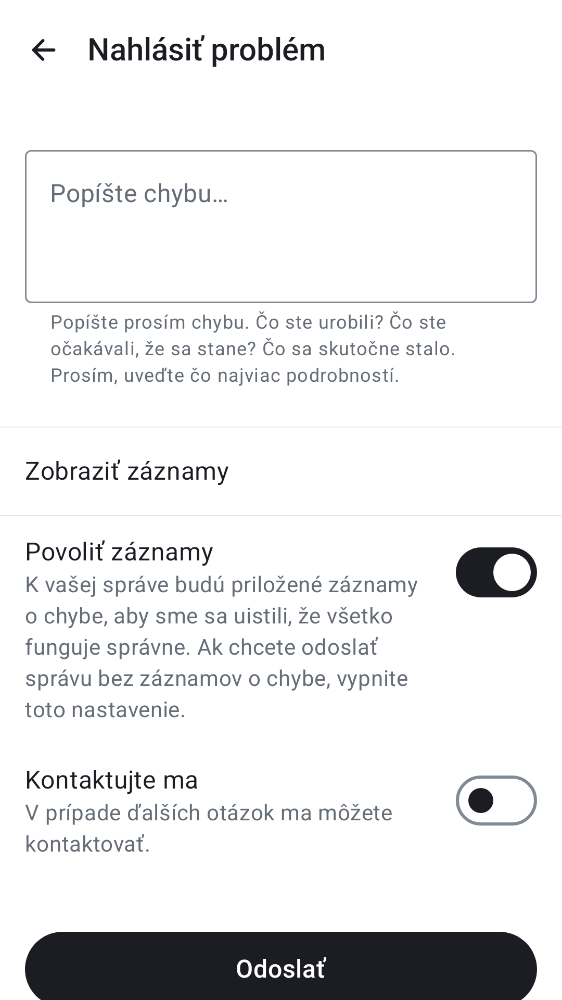 Nahlásiť problém
Popíšte chybu…
Popíšte prosím chybu. Čo ste urobili? Čo ste
očakávali, že sa stane? Čo sa skutočne stalo.
Prosím, uveďte čo najviac podrobností.
Zobraziť záznamy
Povoliť záznamy
K vašej správe budú priložené záznamy
o chybe, aby sme sa uistili, že všetko
funguje správne. Ak chcete odoslať
správu bez záznamov o chybe, vypnite
toto nastavenie.
Kontaktujte ma
V prípade ďalších otázok ma môžete
kontaktovať.
Odoslať